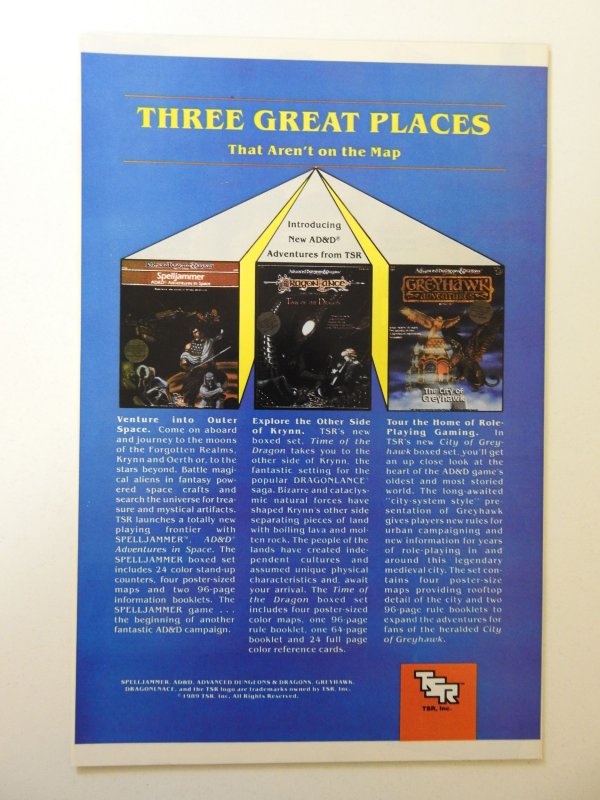 THREE GREAT PLACES
That Aren't on the Map
Introducing
New AD&D®
Adventures from TSR
Advanced Dungeons & Dragons
Spelljammer
AD&D® Adventures in Space
Advanced Dungeons & Dragons
DRAGONLANCE
Time of the Dragon
Advanced Dungeons & Dragons
GREYHAWK
ADVENTURES
The City of
Greyhawk
Venture into Outer
Space. Come on aboard
and journey to the moons
of the Forgotten Realms,
Krynn and Oerth or, to the
stars beyond. Battle magi-
cal aliens in fantasy pow-
ered space crafts and
search the universe for trea-
sure and mystical artifacts.
TSR launches a totally new
playing frontier with
SPELLJAMMER™, AD&D®
Adventures in Space. The
SPELLJAMMER boxed set
includes 24 color stand-up
counters, four poster-sized
maps and two 96-page
information booklets. The
SPELLJAMMER game . . .
the beginning of another
fantastic AD&D campaign.
Explore the Other Side
of Krynn. TSR's new
boxed set, Time of the
Dragon takes you to the
other side of Krynn, the
fantastic setting for the
popular DRAGONLANCE®
saga. Bizarre and cataclys-
mic natural forces have
shaped Krynn's other side
separating pieces of land
with boiling lava and mol-
ten rock. The people of the
lands have created inde-
pendent cultures and
assumed unique physical
characteristics and, await
your arrival. The Time of
the Dragon boxed set
includes four poster-sized
color maps, one 96-page
rule booklet, one 64-page
booklet and 24 full page
color reference cards.
Tour the Home of Role-
Playing Gaming. In
TSR's new City of Grey-
hawk boxed set, you'll get
an up close look at the
heart of the AD&D game's
oldest and most storied
world. The long-awaited
"city-system style" pre-
sentation of Greyhawk
gives players new rules for
urban campaigning and
new information for years
of role-playing in and
around this legendary
medieval city. The set con-
tains four poster-size
maps providing rooftop
detail of the city and two
96-page rule booklets to
expand the adventures for
fans of the heralded City
of Greyhawk.
SPELLJAMMER, AD&D, ADVANCED DUNGEONS & DRAGONS, GREYHAWK,
DRAGONLNACE, and the TSR logo are trademarks owned by TSR, Inc.
©1989 TSR, Inc. All Rights Reserved.
TSR
TSR, Inc.